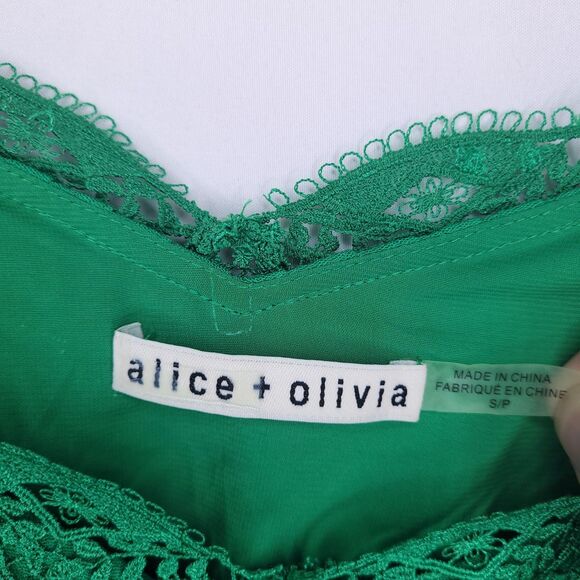 alice + olivia
MADE IN CHINA
FABRIQUÉ EN CHINE
S/P